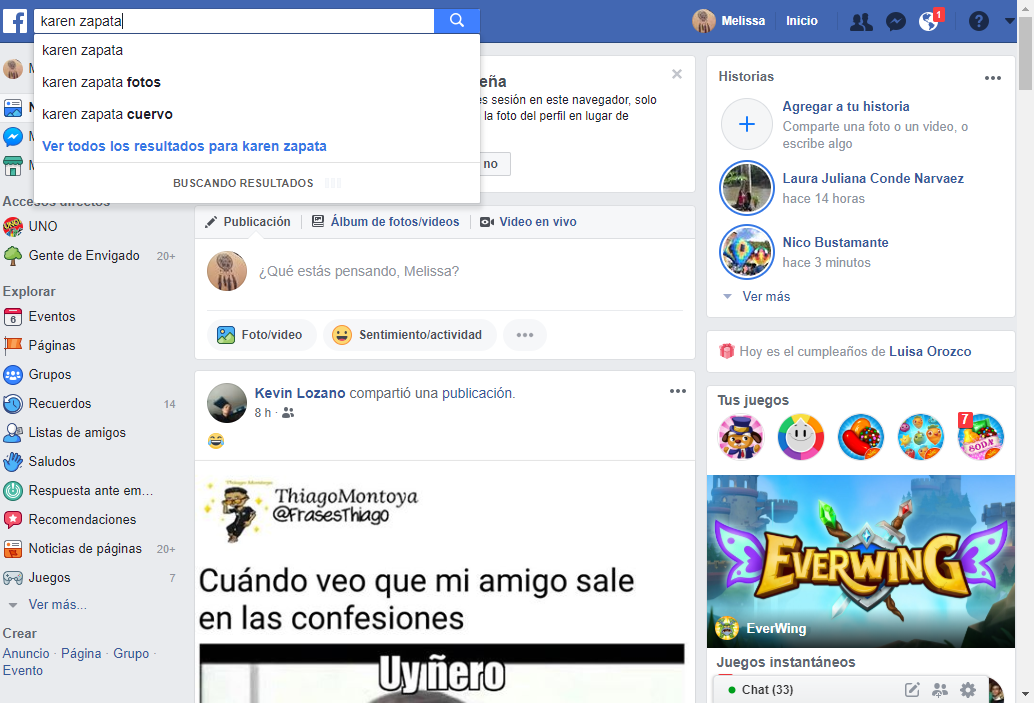 karen zapata
Melissa
Inicio
1
karen zapata
karen zapata fotos
karen zapata cuervo
Ver todos los resultados para karen zapata
BUSCANDO RESULTADOS
eña
es sesión en este navegador, solo
la foto del perfil en lugar de
no
Accesos directos
UNO
Gente de Envigado 20+
Explorar
6
Eventos
Páginas
Grupos
Recuerdos 14
Listas de amigos
Saludos
Respuesta ante em...
Recomendaciones
Noticias de páginas 20+
Juegos 7
Ver más...
Crear
Anuncio · Página · Grupo ·
Evento
Publicación
Álbum de fotos/videos
Video en vivo
¿Qué estás pensando, Melissa?
Foto/video
Sentimiento/actividad
Kevin Lozano compartió una publicación.
8 h ·
Thiago Montoya
ThiagoMontoya
@FrasesThiago
Cuándo veo que mi amigo sale
en las confesiones
Uy ñero
Historias
Agregar a tu historia
Comparte una foto o un video, o
escribe algo
Laura Juliana Conde Narvaez
hace 14 horas
Nico Bustamante
hace 3 minutos
Ver más
Hoy es el cumpleaños de Luisa Orozco
Tus juegos
7
SODA
EVERWING
EverWing
Juegos instantáneos
Chat (33)